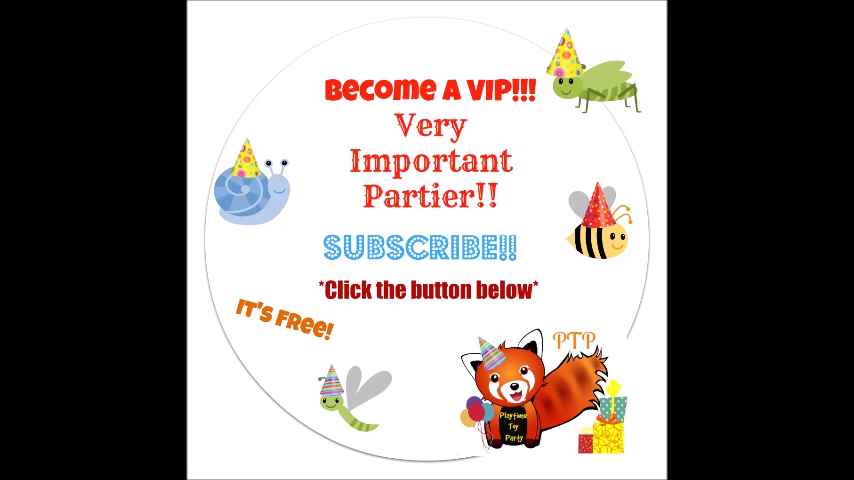 Become A VIP!!!
Very
Important
Partier!!
SUBSCRIBE!!
*Click the button below*
IT'S FREE!
PTP
Playtime
Toy
Party